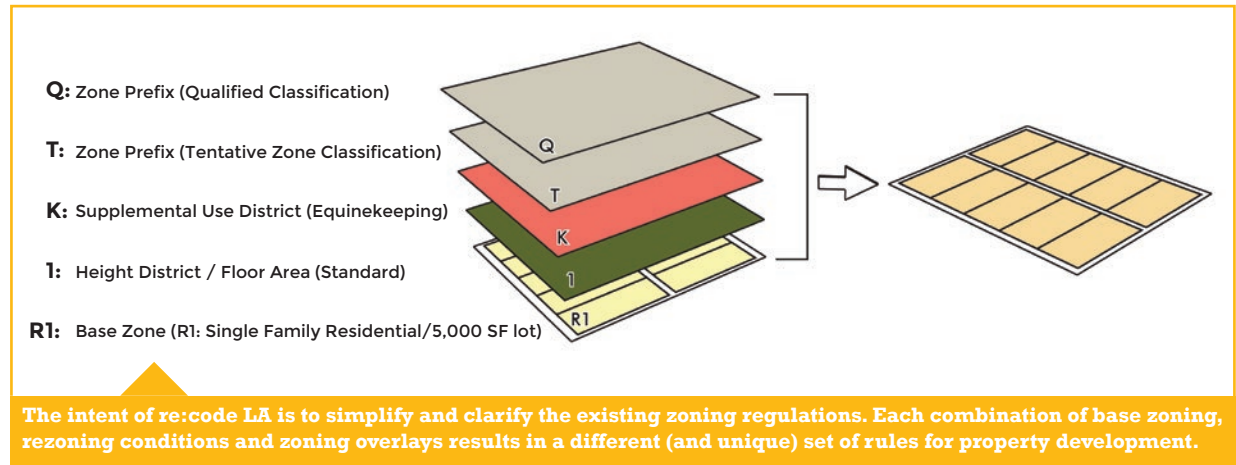 Q: Zone Prefix (Qualified Classification)
T: Zone Prefix (Tentative Zone Classification)
K: Supplemental Use District (Equinekeeping)
1: Height District / Floor Area (Standard)
R1: Base Zone (R1: Single Family Residential/5,000 SF lot)
Q
T
K
1
R1
The intent of re:code LA is to simplify and clarify the existing zoning regulations. Each combination of base zoning,
rezoning conditions and zoning overlays results in a different (and unique) set of rules for property development.